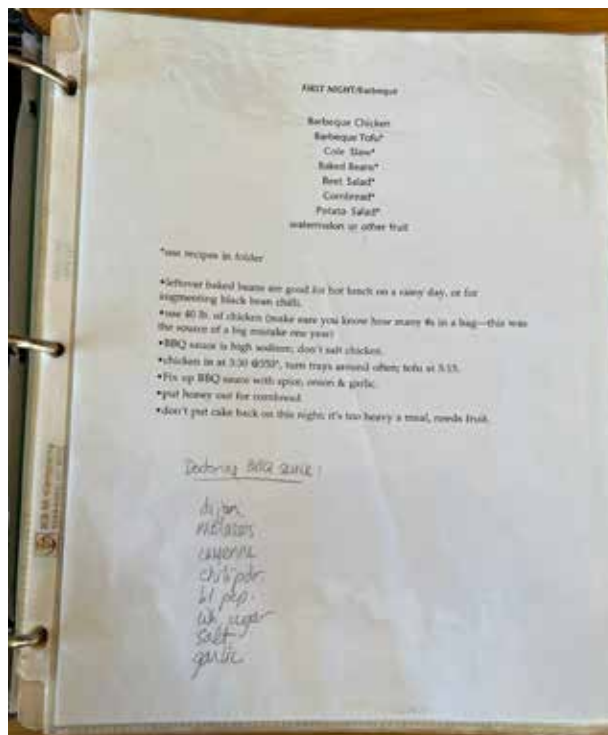 FIRST NIGHT/Barbeque
Barbeque Chicken
Barbeque Tofu*
Cole Slaw*
Baked Beans*
Beet Salad*
Cornbread*
Potato Salad*
watermelon or other fruit
*see recipes in folder
•leftover baked beans are good for hot lunch on a rainy day, or for
augmenting black bean chili.
•use 40 lb. of chicken (make sure you know how many #s in a bag—this was
the source of a big mistake one year)
•BBQ sauce is high sodium; don't salt chicken.
•chicken in at 3:30 @350°, turn trays around often; tofu at 5:15.
•Fix up BBQ sauce with spice, onion & garlic.
•put honey out for cornbread
•don't put cake back on this night; it's too heavy a meal, needs fruit.
Doctoring BBQ sauce:
dijon
molasses
cayenne
chili pdr.
bl pep.
wh sugar
salt
garlic